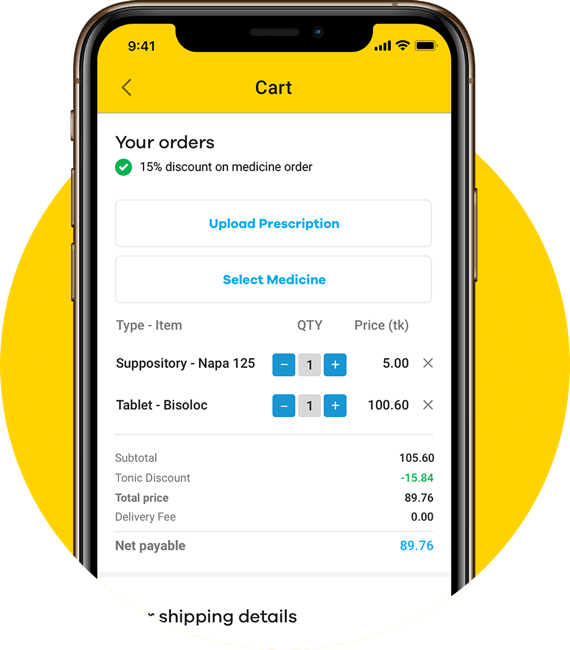 9:41
Cart
Your orders
15% discount on medicine order
Upload Prescription
Select Medicine
Type - Item QTY Price (tk)
Suppository - Napa 125 − 1 + 5.00 ×
Tablet - Bisoloc − 1 + 100.60 ×
Subtotal 105.60
Tonic Discount -15.84
Total price 89.76
Delivery Fee 0.00
Net payable 89.76
shipping details